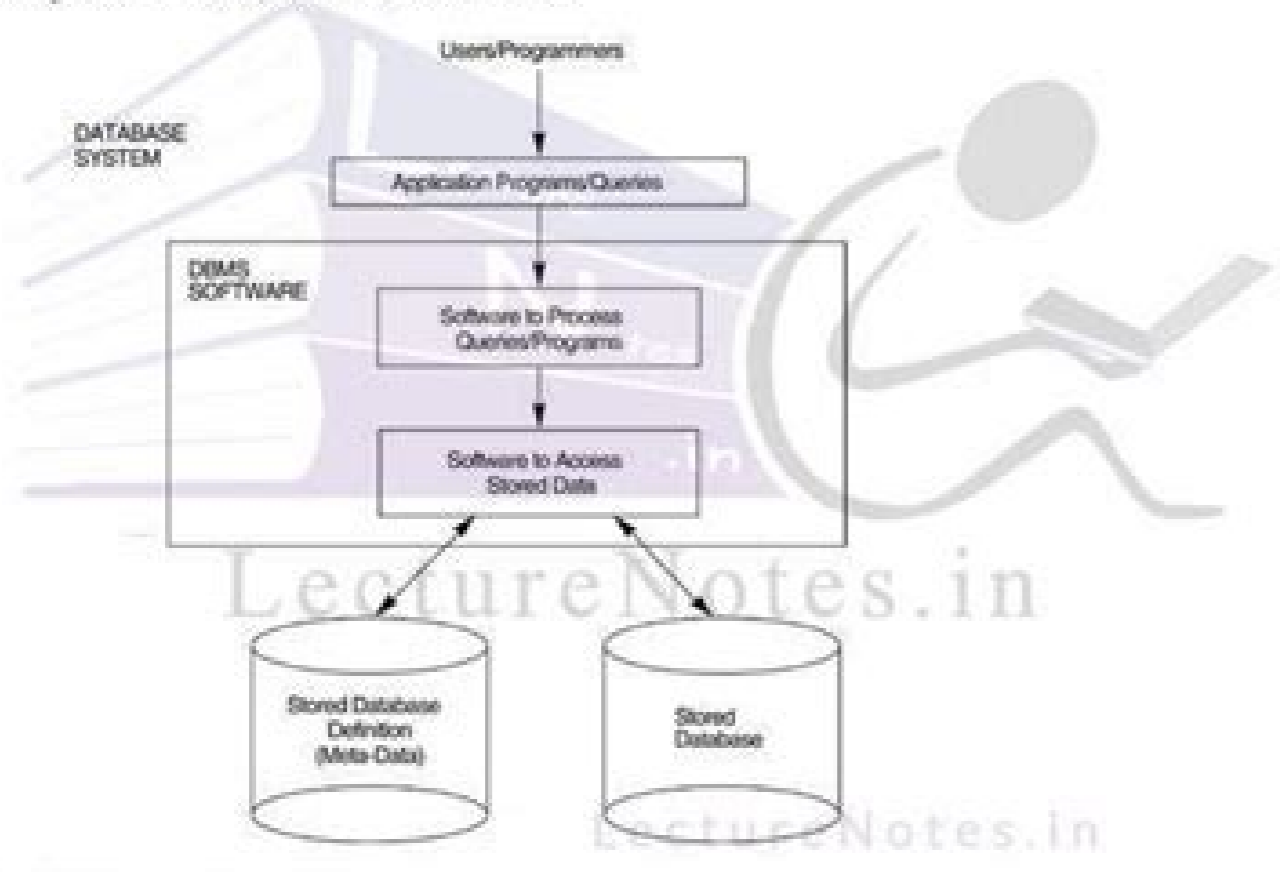 Users/Programmers
DATABASE
SYSTEM
Application Programs/Queries
DBMS
SOFTWARE
Software to Process
Queries/Programs
Software to Access
Stored Data
.in
LectureNotes.in
Stored Database
Definition
(Meta-Data)
Stored
Database
LectureNotes.in